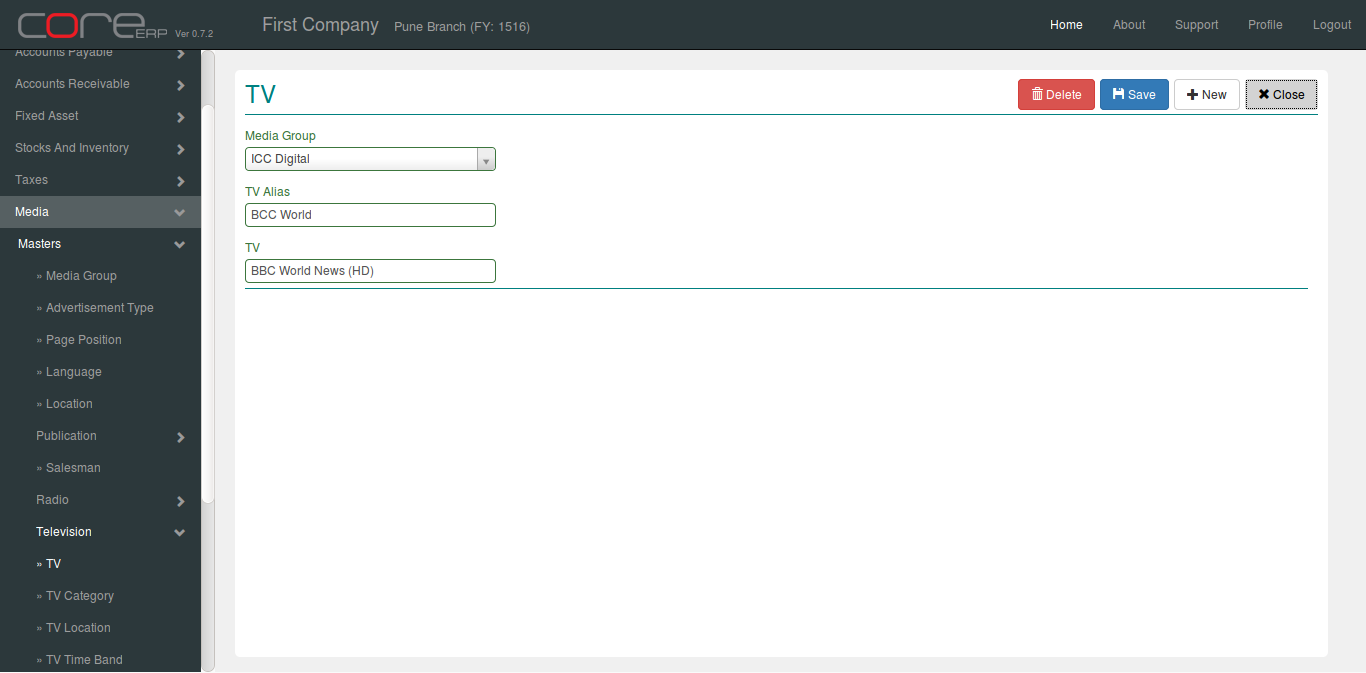 core ERP Ver 0.7.2
First Company Pune Branch (FY: 1516)
Home About Support Profile Logout
Accounts Payable
Accounts Receivable
Fixed Asset
Stocks And Inventory
Taxes
Media
Masters
» Media Group
» Advertisement Type
» Page Position
» Language
» Location
Publication
» Salesman
Radio
Television
» TV
» TV Category
» TV Location
» TV Time Band
TV
Delete Save New Close
Media Group
ICC Digital
TV Alias
BCC World
TV
BBC World News (HD)